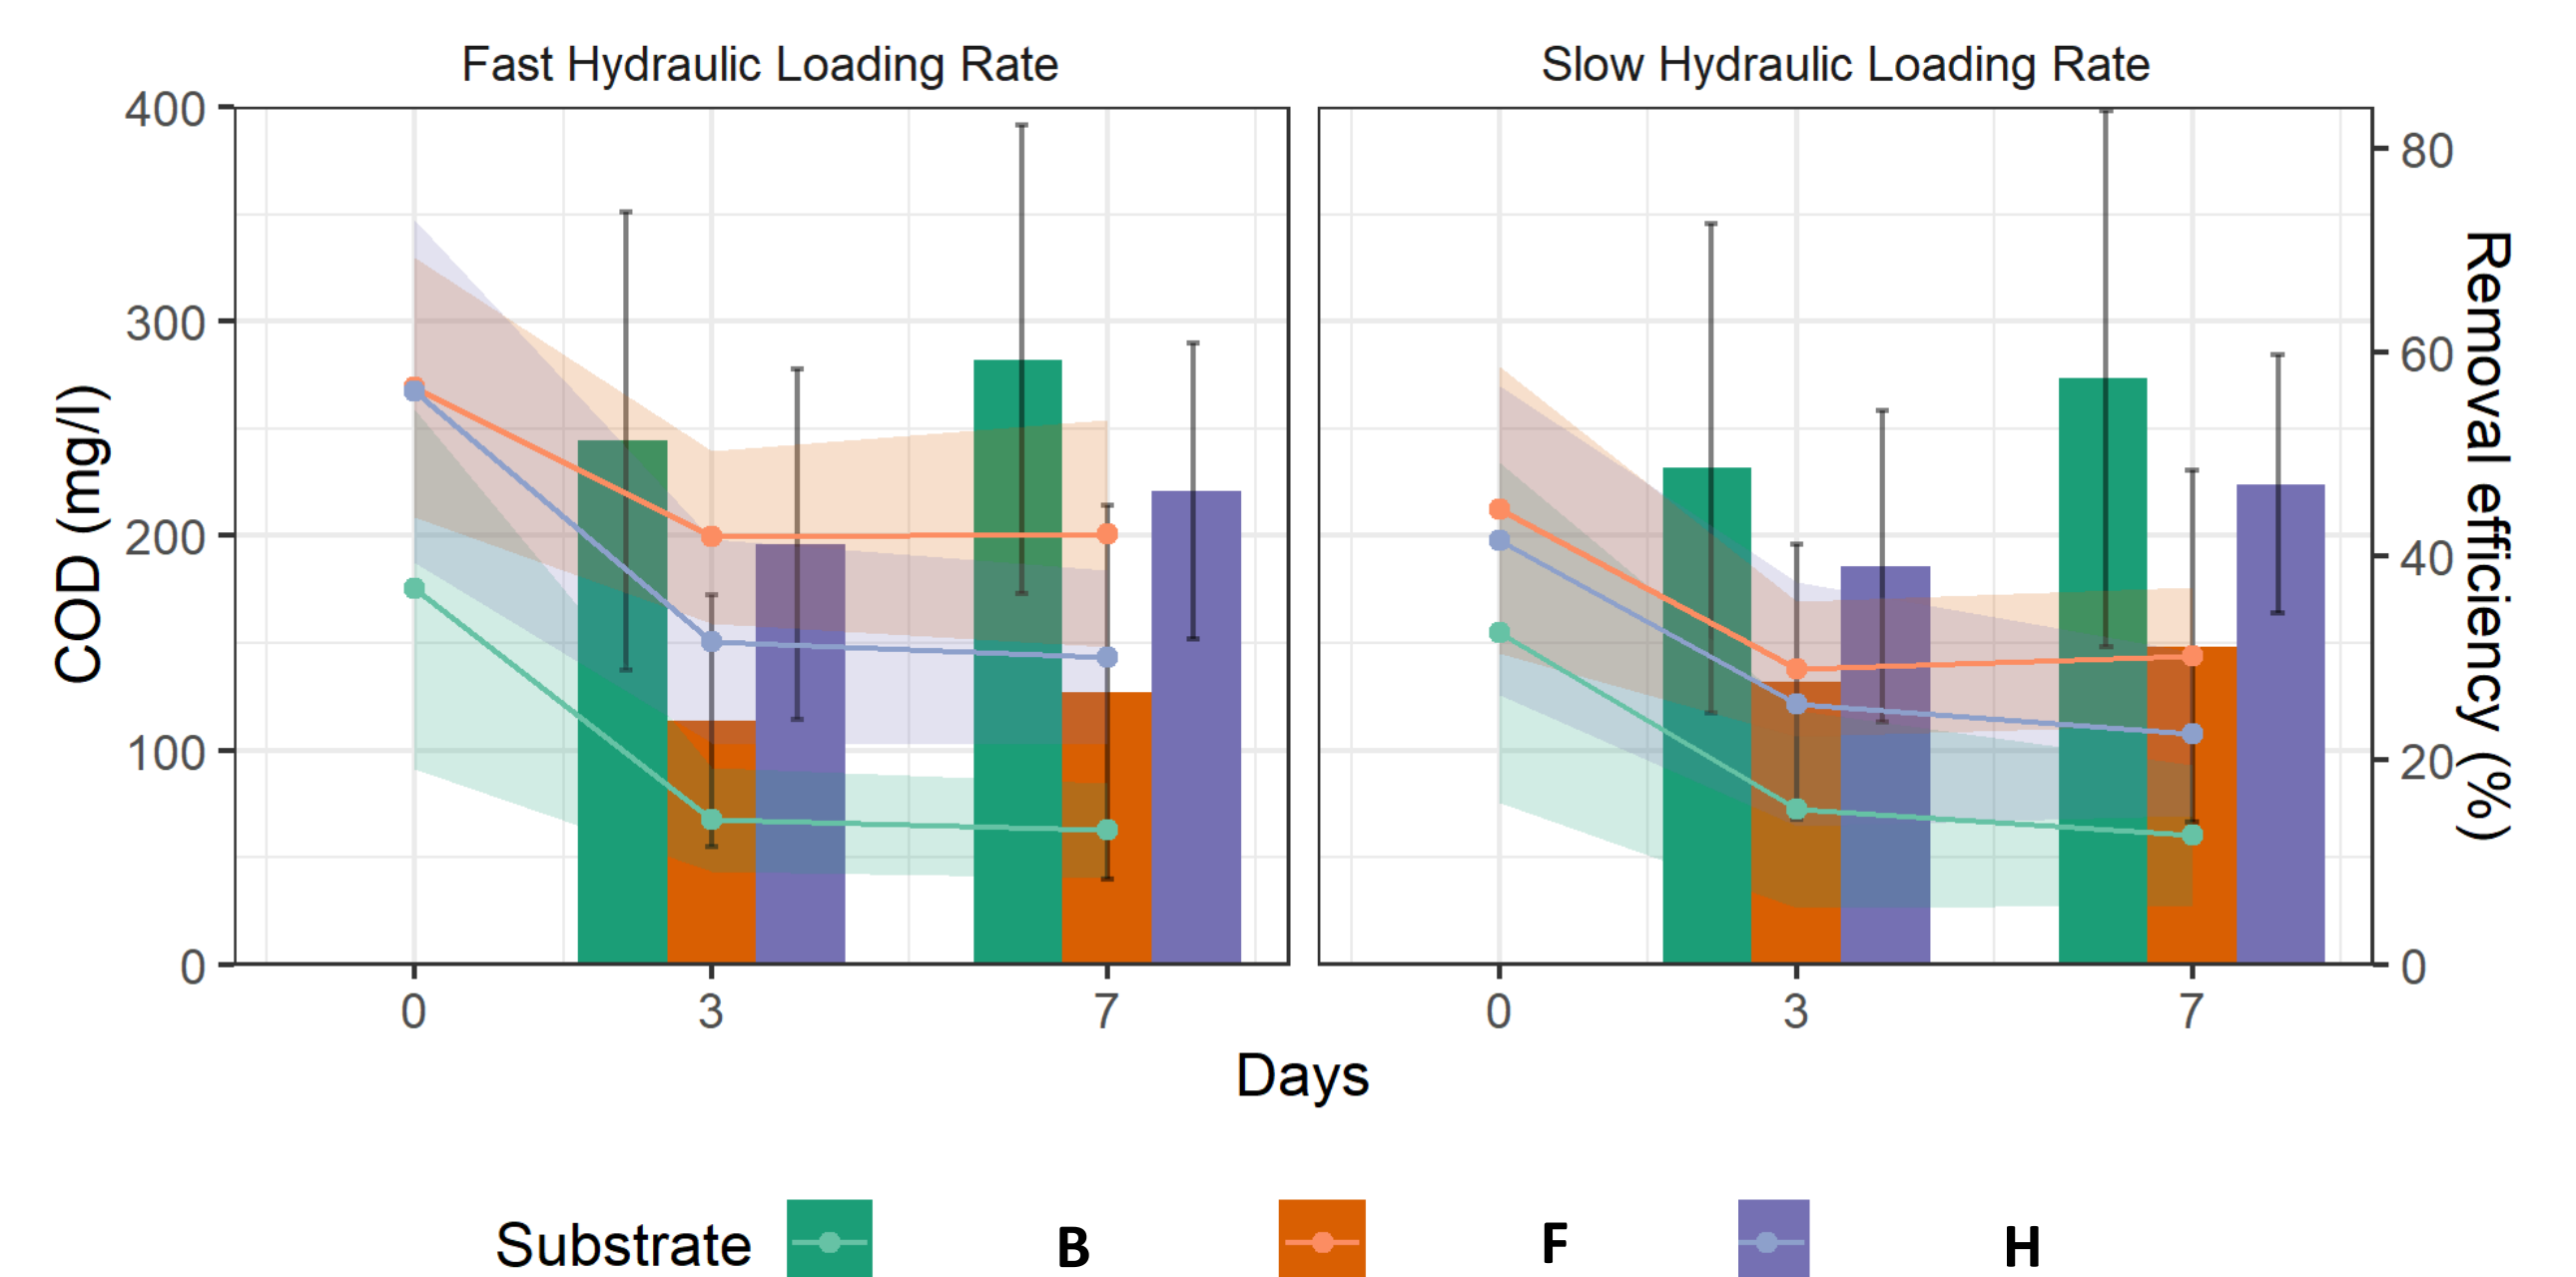 Fast Hydraulic Loading Rate
Slow Hydraulic Loading Rate
400
300
200
100
0
COD (mg/l)
80
60
40
20
0
Removal efficiency (%)
0 3 7
0 3 7
Days
Substrate B F H